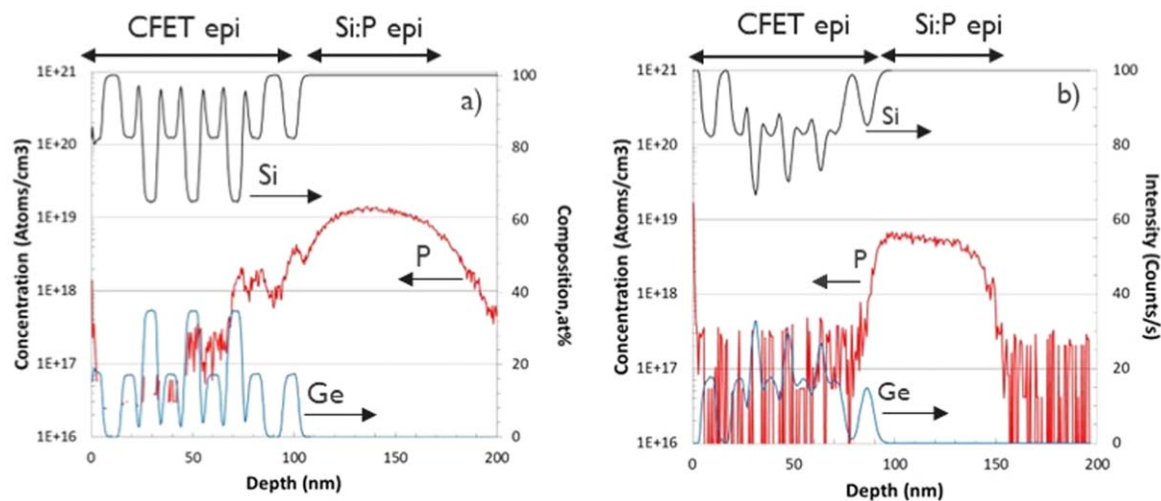 CFET epi
Si:P epi
1E+21
1E+20
1E+19
1E+18
1E+17
1E+16
Concentration (Atoms/cm3)
a)
Si
P
Ge
100
80
60
40
20
0
Composition,at%
0
50
100
150
200
Depth (nm)
CFET epi
Si:P epi
1E+21
1E+20
1E+19
1E+18
1E+17
1E+16
Concentration (Atoms/cm3)
b)
Si
P
Ge
100
80
60
40
20
0
Intensity (Counts/s)
0
50
100
150
200
Depth (nm)